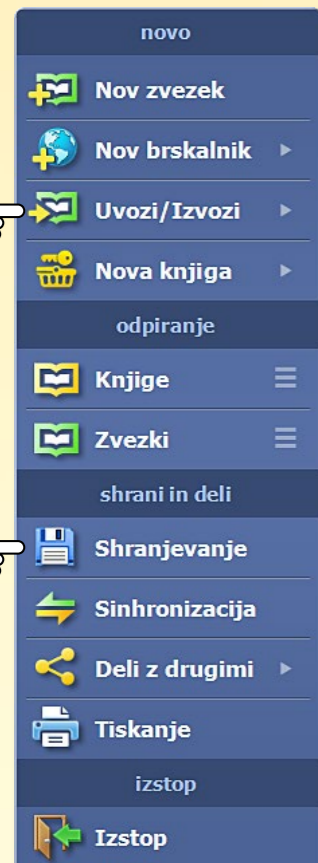 novo
Nov zvezek
Nov brskalnik
Uvozi/Izvozi
Nova knjiga
odpiranje
Knjige
Zvezki
shrani in deli
Shranjevanje
Sinhronizacija
Deli z drugimi
Tiskanje
izstop
Izstop